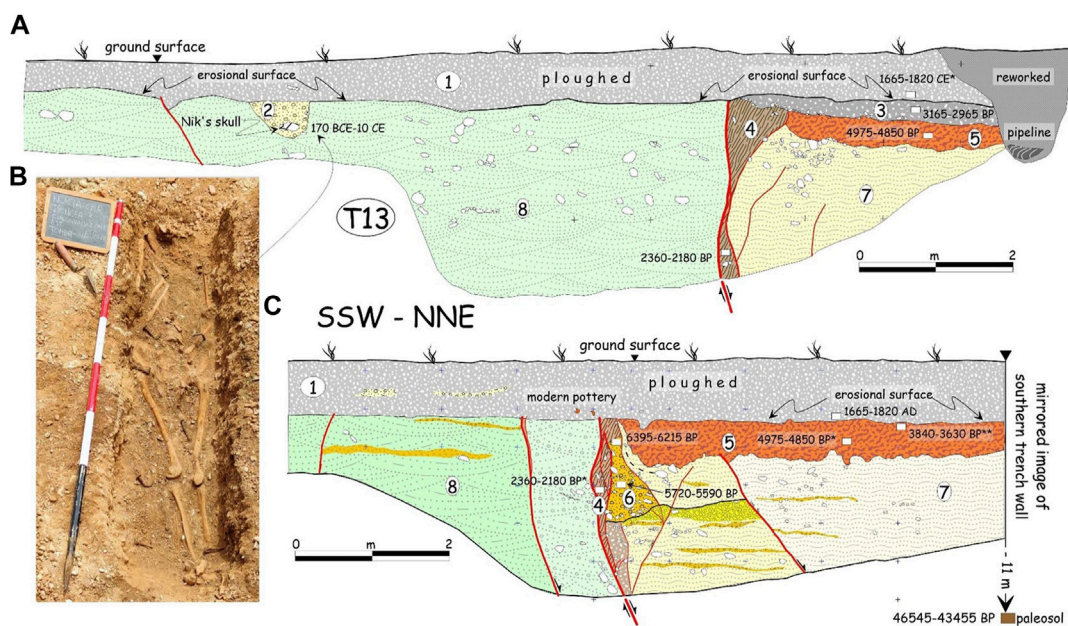 A
ground surface
erosional surface
1
ploughed
erosional surface
1665-1820 CE*
reworked
2
Nik's skull
170 BCE-10 CE
3
3165-2965 BP
4
4975-4850 BP
5
pipeline
B
T13
8
7
2360-2180 BP
0 m 2
C
SSW - NNE
ground surface
1
ploughed
modern pottery
erosional surface
1665-1820 AD
6395-6215 BP
5
4975-4850 BP*
3840-3630 BP**
8
2360-2180 BP*
4
6
5720-5590 BP
7
0 m 2
mirrored image of
southern trench wall
- 11 m
46545-43455 BP
paleosol